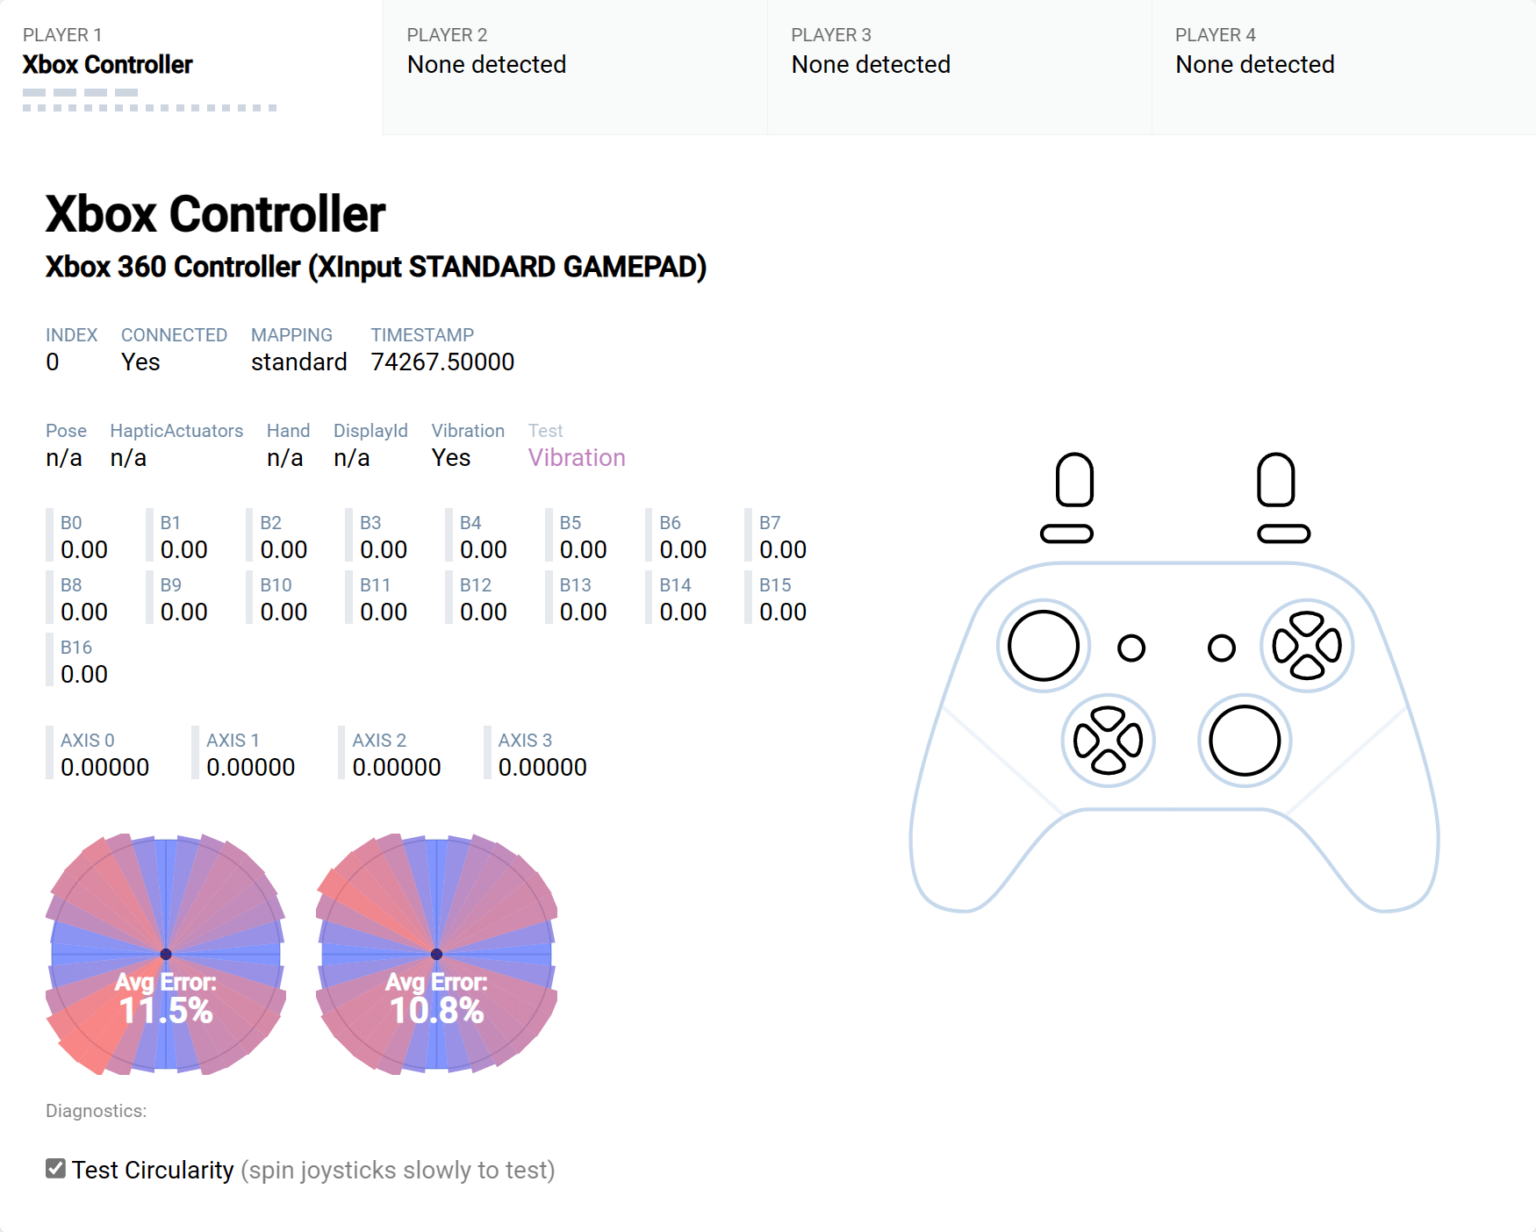 PLAYER 1
Xbox Controller
PLAYER 2
None detected
PLAYER 3
None detected
PLAYER 4
None detected
Xbox Controller
Xbox 360 Controller (XInput STANDARD GAMEPAD)
INDEX CONNECTED MAPPING TIMESTAMP
0 Yes standard 74267.50000
Pose HapticActuators Hand DisplayId Vibration Test
n/a n/a n/a n/a Yes Vibration
B0 B1 B2 B3 B4 B5 B6 B7
0.00 0.00 0.00 0.00 0.00 0.00 0.00 0.00
B8 B9 B10 B11 B12 B13 B14 B15
0.00 0.00 0.00 0.00 0.00 0.00 0.00 0.00
B16
0.00
AXIS 0 AXIS 1 AXIS 2 AXIS 3
0.00000 0.00000 0.00000 0.00000
Avg Error: Avg Error:
11.5% 10.8%
Diagnostics:
Test Circularity (spin joysticks slowly to test)